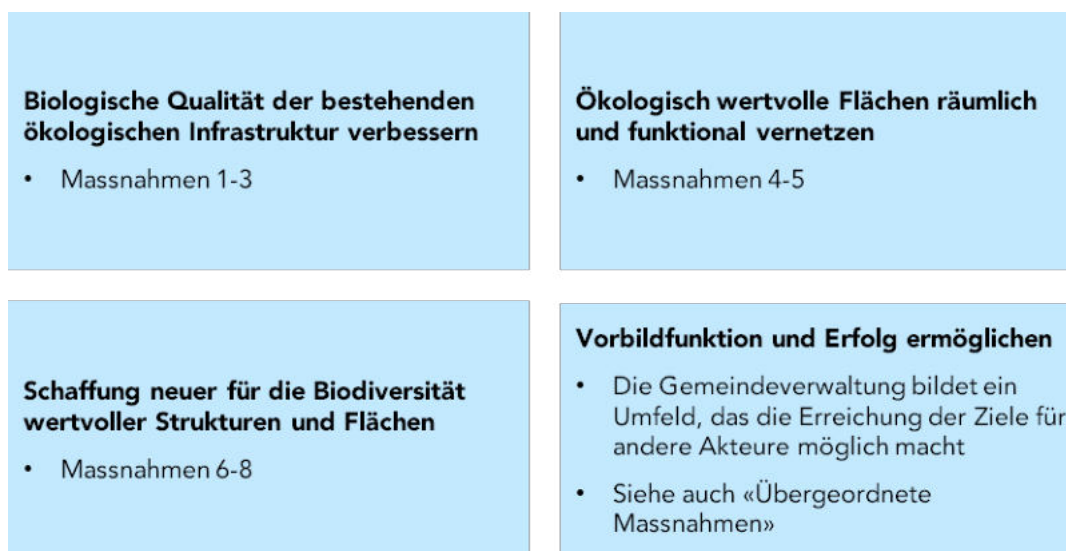 Biologische Qualität der bestehenden
ökologischen Infrastruktur verbessern
• Massnahmen 1-3
Ökologisch wertvolle Flächen räumlich
und funktional vernetzen
• Massnahmen 4-5
Schaffung neuer für die Biodiversität
wertvoller Strukturen und Flächen
• Massnahmen 6-8
Vorbildfunktion und Erfolg ermöglichen
• Die Gemeindeverwaltung bildet ein
Umfeld, das die Erreichung der Ziele für
andere Akteure möglich macht
• Siehe auch «Übergeordnete
Massnahmen»